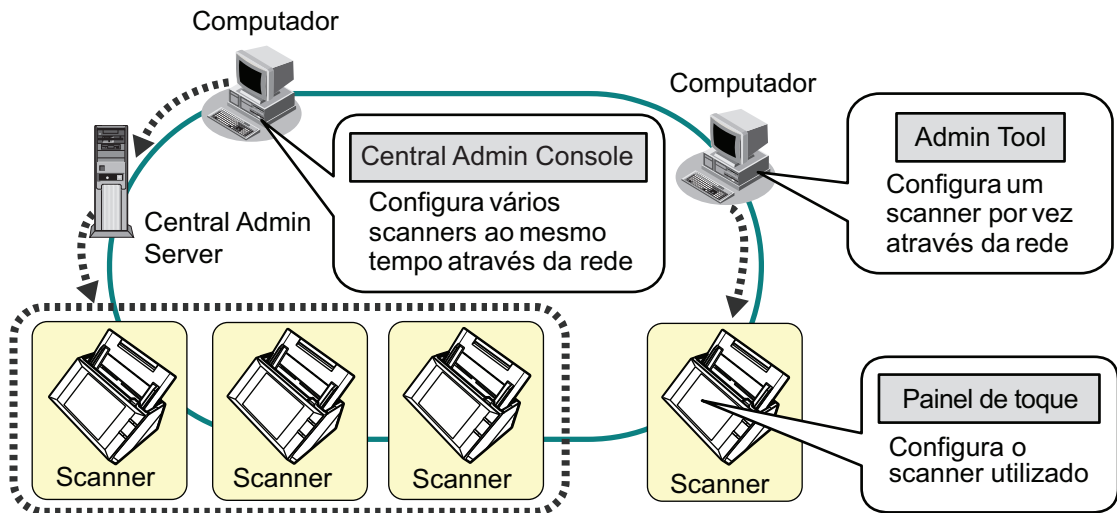 Computador
Computador
Central Admin Console
Configura vários
scanners ao mesmo
tempo através da rede
Admin Tool
Configura um
scanner por vez
através da rede
Central Admin
Server
Scanner
Scanner
Scanner
Scanner
Painel de toque
Configura o
scanner utilizado